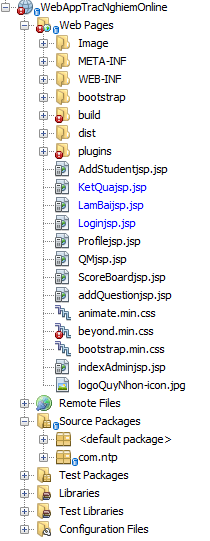 WebAppTracNghiemOnline
Web Pages
Image
META-INF
WEB-INF
bootstrap
build
dist
plugins
AddStudentjsp.jsp
KetQuajsp.jsp
LamBaijsp.jsp
Loginjsp.jsp
Profilejsp.jsp
QMjsp.jsp
ScoreBoardjsp.jsp
addQuestionjsp.jsp
animate.min.css
beyond.min.css
bootstrap.min.css
indexAdminjsp.jsp
logoQuyNhon-icon.jpg
Remote Files
Source Packages
<default package>
com.ntp
Test Packages
Libraries
Test Libraries
Configuration Files